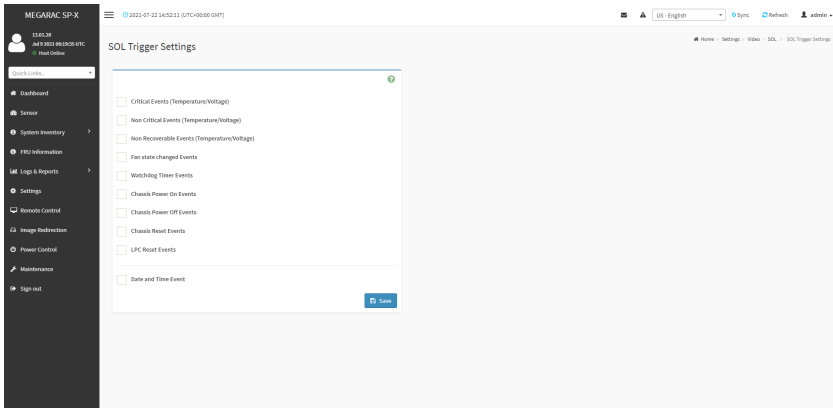 MEGARAC SP-X
2021-07-22 14:52:11 (UTC+00:00 GMT)
US - English
Sync
Refresh
admin
13.01.28
Jul 9 2021 06:19:35 UTC
Host Online
Quick Links...
Dashboard
Sensor
System Inventory
FRU Information
Logs & Reports
Settings
Remote Control
Image Redirection
Power Control
Maintenance
Sign out
SOL Trigger Settings
Home > Settings > Video > SOL > SOL Trigger Settings
Critical Events (Temperature/Voltage)
Non Critical Events (Temperature/Voltage)
Non Recoverable Events (Temperature/Voltage)
Fan state changed Events
Watchdog Timer Events
Chassis Power On Events
Chassis Power Off Events
Chassis Reset Events
LPC Reset Events
Date and Time Event
Save